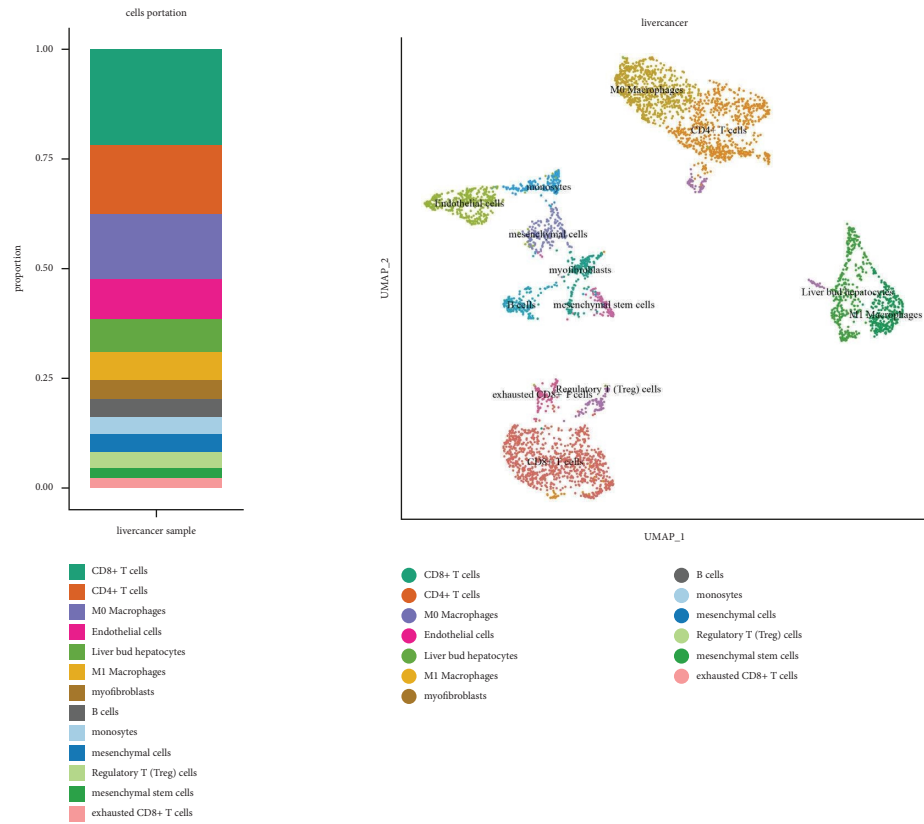 cells portation
1.00
0.75
0.50
0.25
0.00
proportion
livercancer sample
CD8+ T cells
CD4+ T cells
M0 Macrophages
Endothelial cells
Liver bud hepatocytes
M1 Macrophages
myofibroblasts
B cells
monosytes
mesenchymal cells
Regulatory T (Treg) cells
mesenchymal stem cells
exhausted CD8+ T cells
livercancer
M0 Macrophages
CD4+ T cells
monosytes
Endothelial cells
mesenchymal cells
myofibroblasts
B cells
mesenchymal stem cells
Liver bud hepatocytes
M1 Macrophages
Regulatory T (Treg) cells
exhausted CD8+ T cells
CD8+ T cells
UMAP_2
UMAP_1
CD8+ T cells
CD4+ T cells
M0 Macrophages
Endothelial cells
Liver bud hepatocytes
M1 Macrophages
myofibroblasts
B cells
monosytes
mesenchymal cells
Regulatory T (Treg) cells
mesenchymal stem cells
exhausted CD8+ T cells